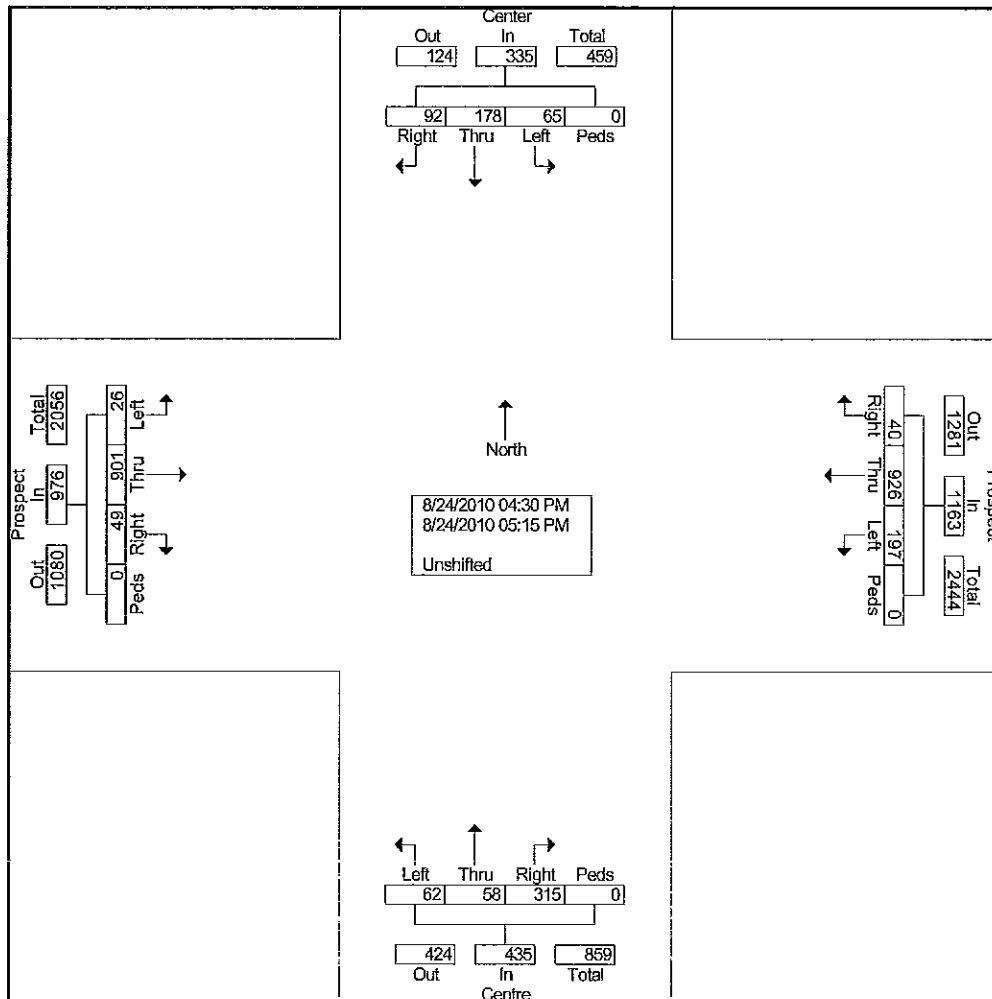 Center
Out In Total
124 335 459
92 178 65 0
Right Thru Left Peds
Prospect
Total In Out
2056 976 1080
26 901 49 0
Left Thru Right Peds
North
8/24/2010 04:30 PM
8/24/2010 05:15 PM
Unshifted
Right Thru Left Peds
40 926 197 0
Out In Total
1281 1163 2444
Prospect
Left Thru Right Peds
62 58 315 0
424 435 859
Out In Total
Centre